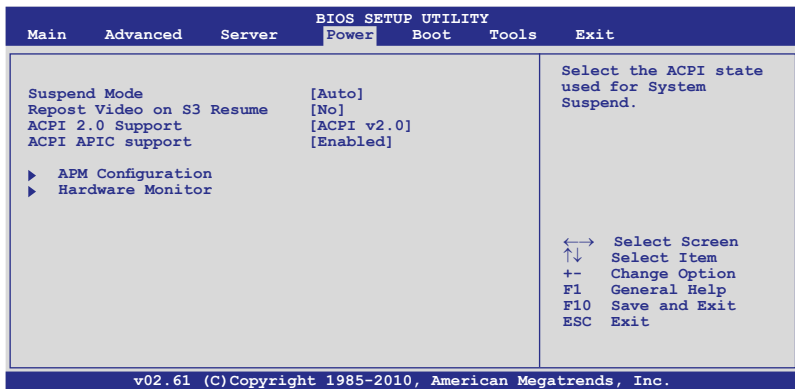 BIOS SETUP UTILITY
Main Advanced Server Power Boot Tools Exit
Suspend Mode [Auto]
Repost Video on S3 Resume [No]
ACPI 2.0 Support [ACPI v2.0]
ACPI APIC support [Enabled]
▶ APM Configuration
▶ Hardware Monitor
Select the ACPI state
used for System
Suspend.
←→ Select Screen
↑↓ Select Item
+- Change Option
F1 General Help
F10 Save and Exit
ESC Exit
v02.61 (C)Copyright 1985-2010, American Megatrends, Inc.